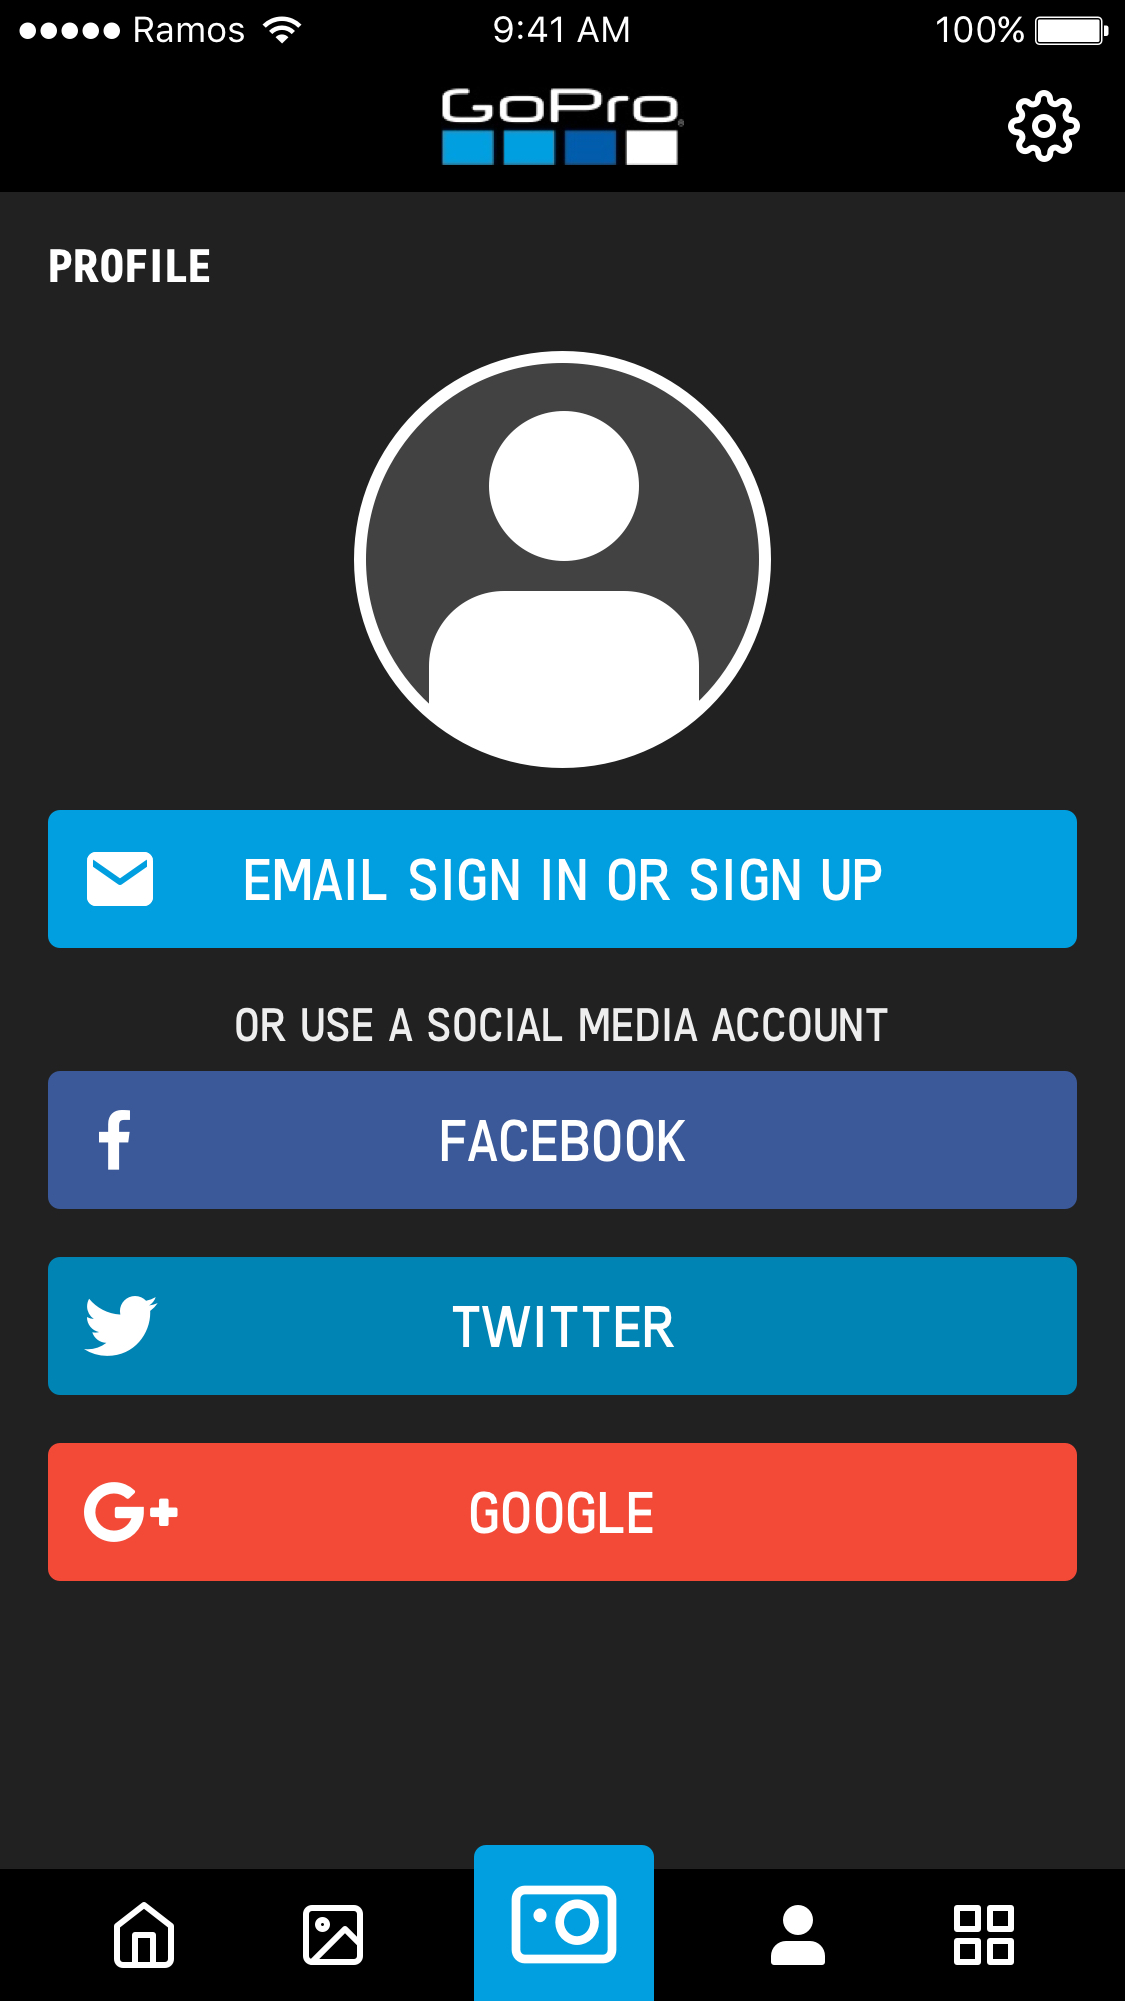 Ramos 9:41 AM 100%
GoPro
PROFILE
EMAIL SIGN IN OR SIGN UP
OR USE A SOCIAL MEDIA ACCOUNT
FACEBOOK
TWITTER
G+ GOOGLE